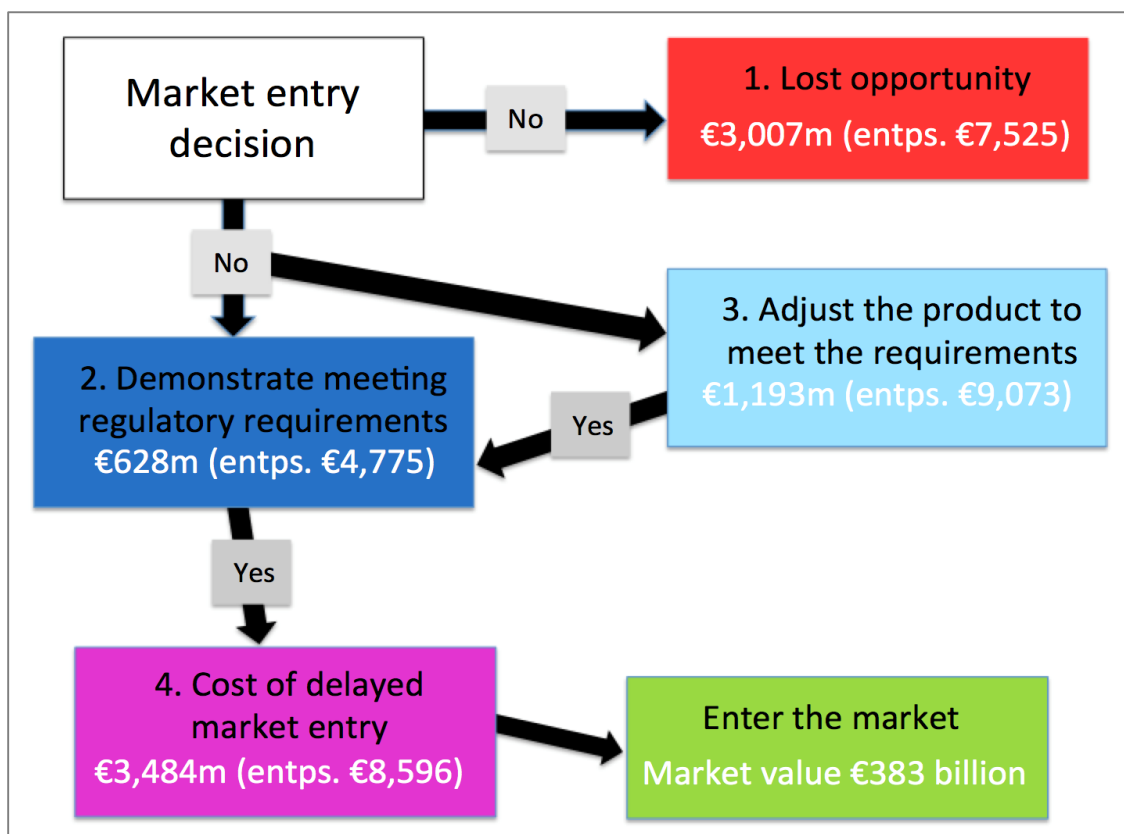 Market entry
decision
No
1. Lost opportunity
€3,007m (entps. €7,525)
No
3. Adjust the product to
meet the requirements
€1,193m (entps. €9,073)
2. Demonstrate meeting
regulatory requirements
€628m (entps. €4,775)
Yes
Yes
4. Cost of delayed
market entry
€3,484m (entps. €8,596)
Enter the market
Market value €383 billion